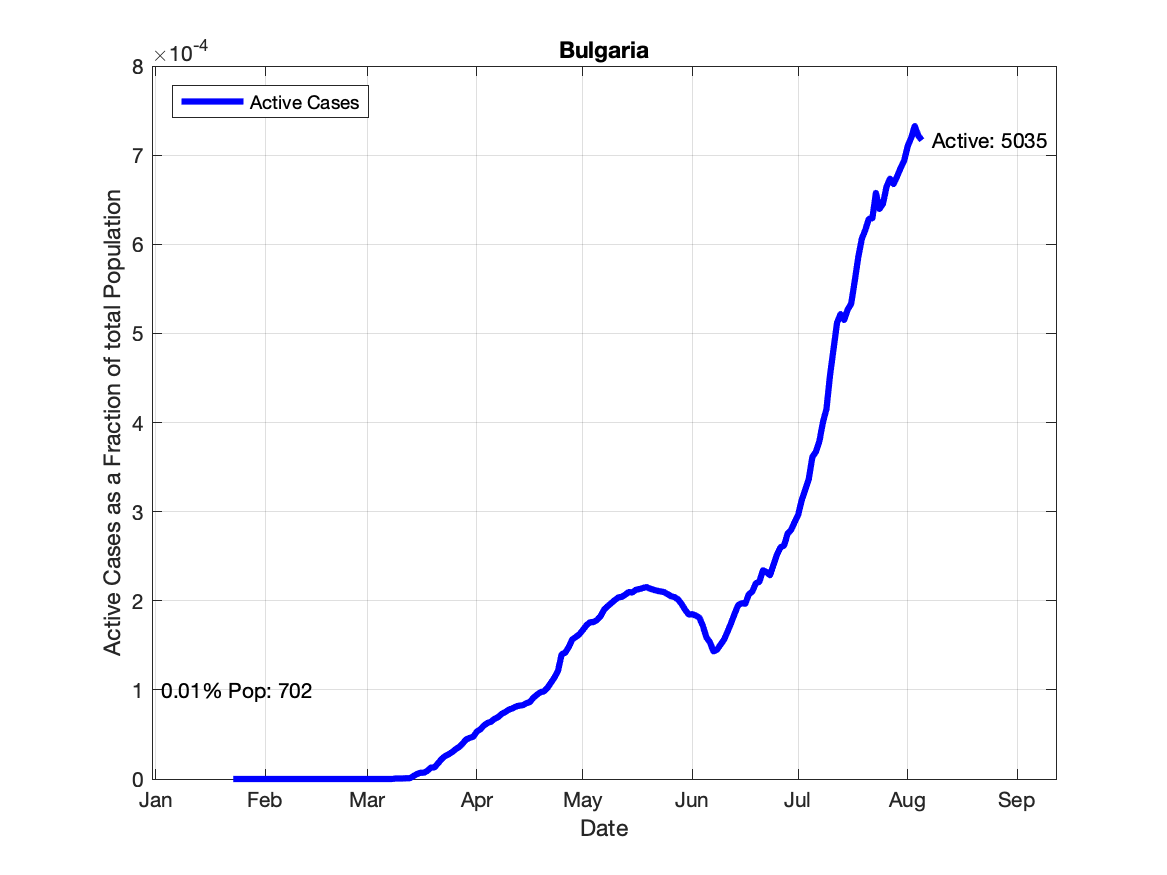 Bulgaria
×10-4
Active Cases
8
7
6
5
4
3
2
1
0
Active: 5035
0.01% Pop: 702
Active Cases as a Fraction of total Population
Jan Feb Mar Apr May Jun Jul Aug Sep
Date